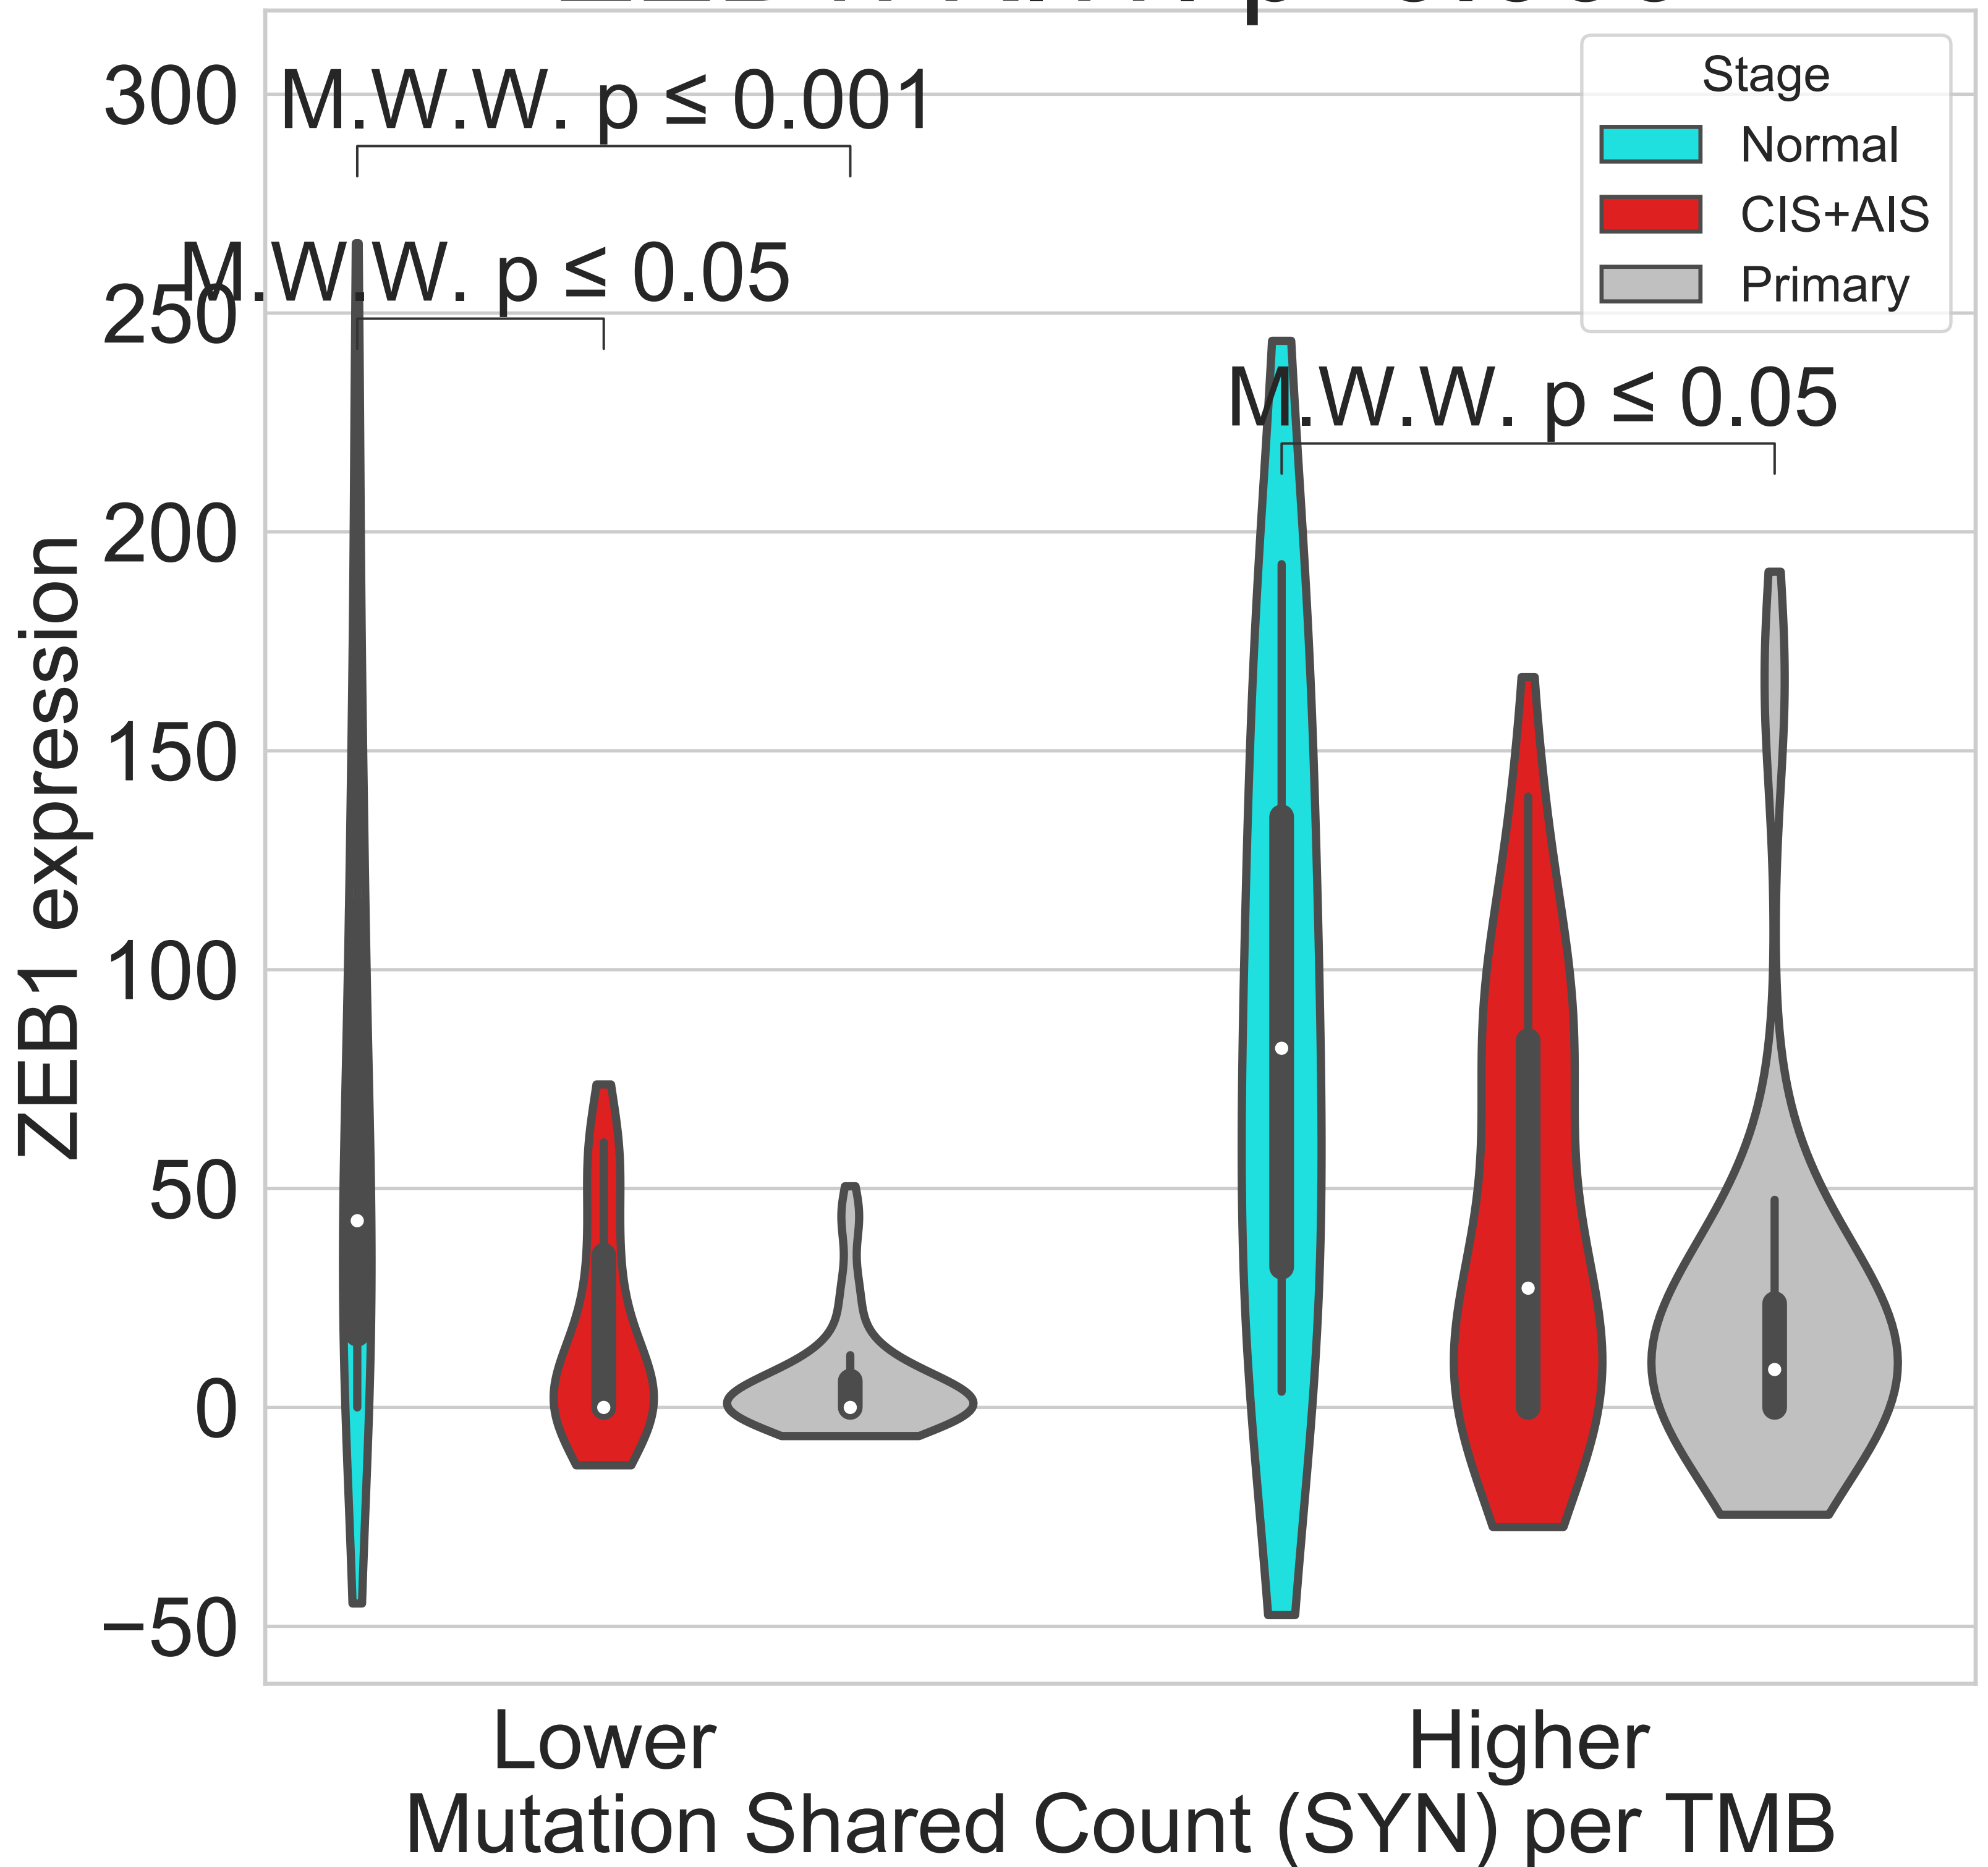 300
250
200
150
100
50
0
−50
ZEB1 expression
M.W.W. p ≤ 0.001
M.W.W. p ≤ 0.05
M.W.W. p ≤ 0.05
Stage
Normal
CIS+AIS
Primary
Lower
Higher
Mutation Shared Count (SYN) per TMB